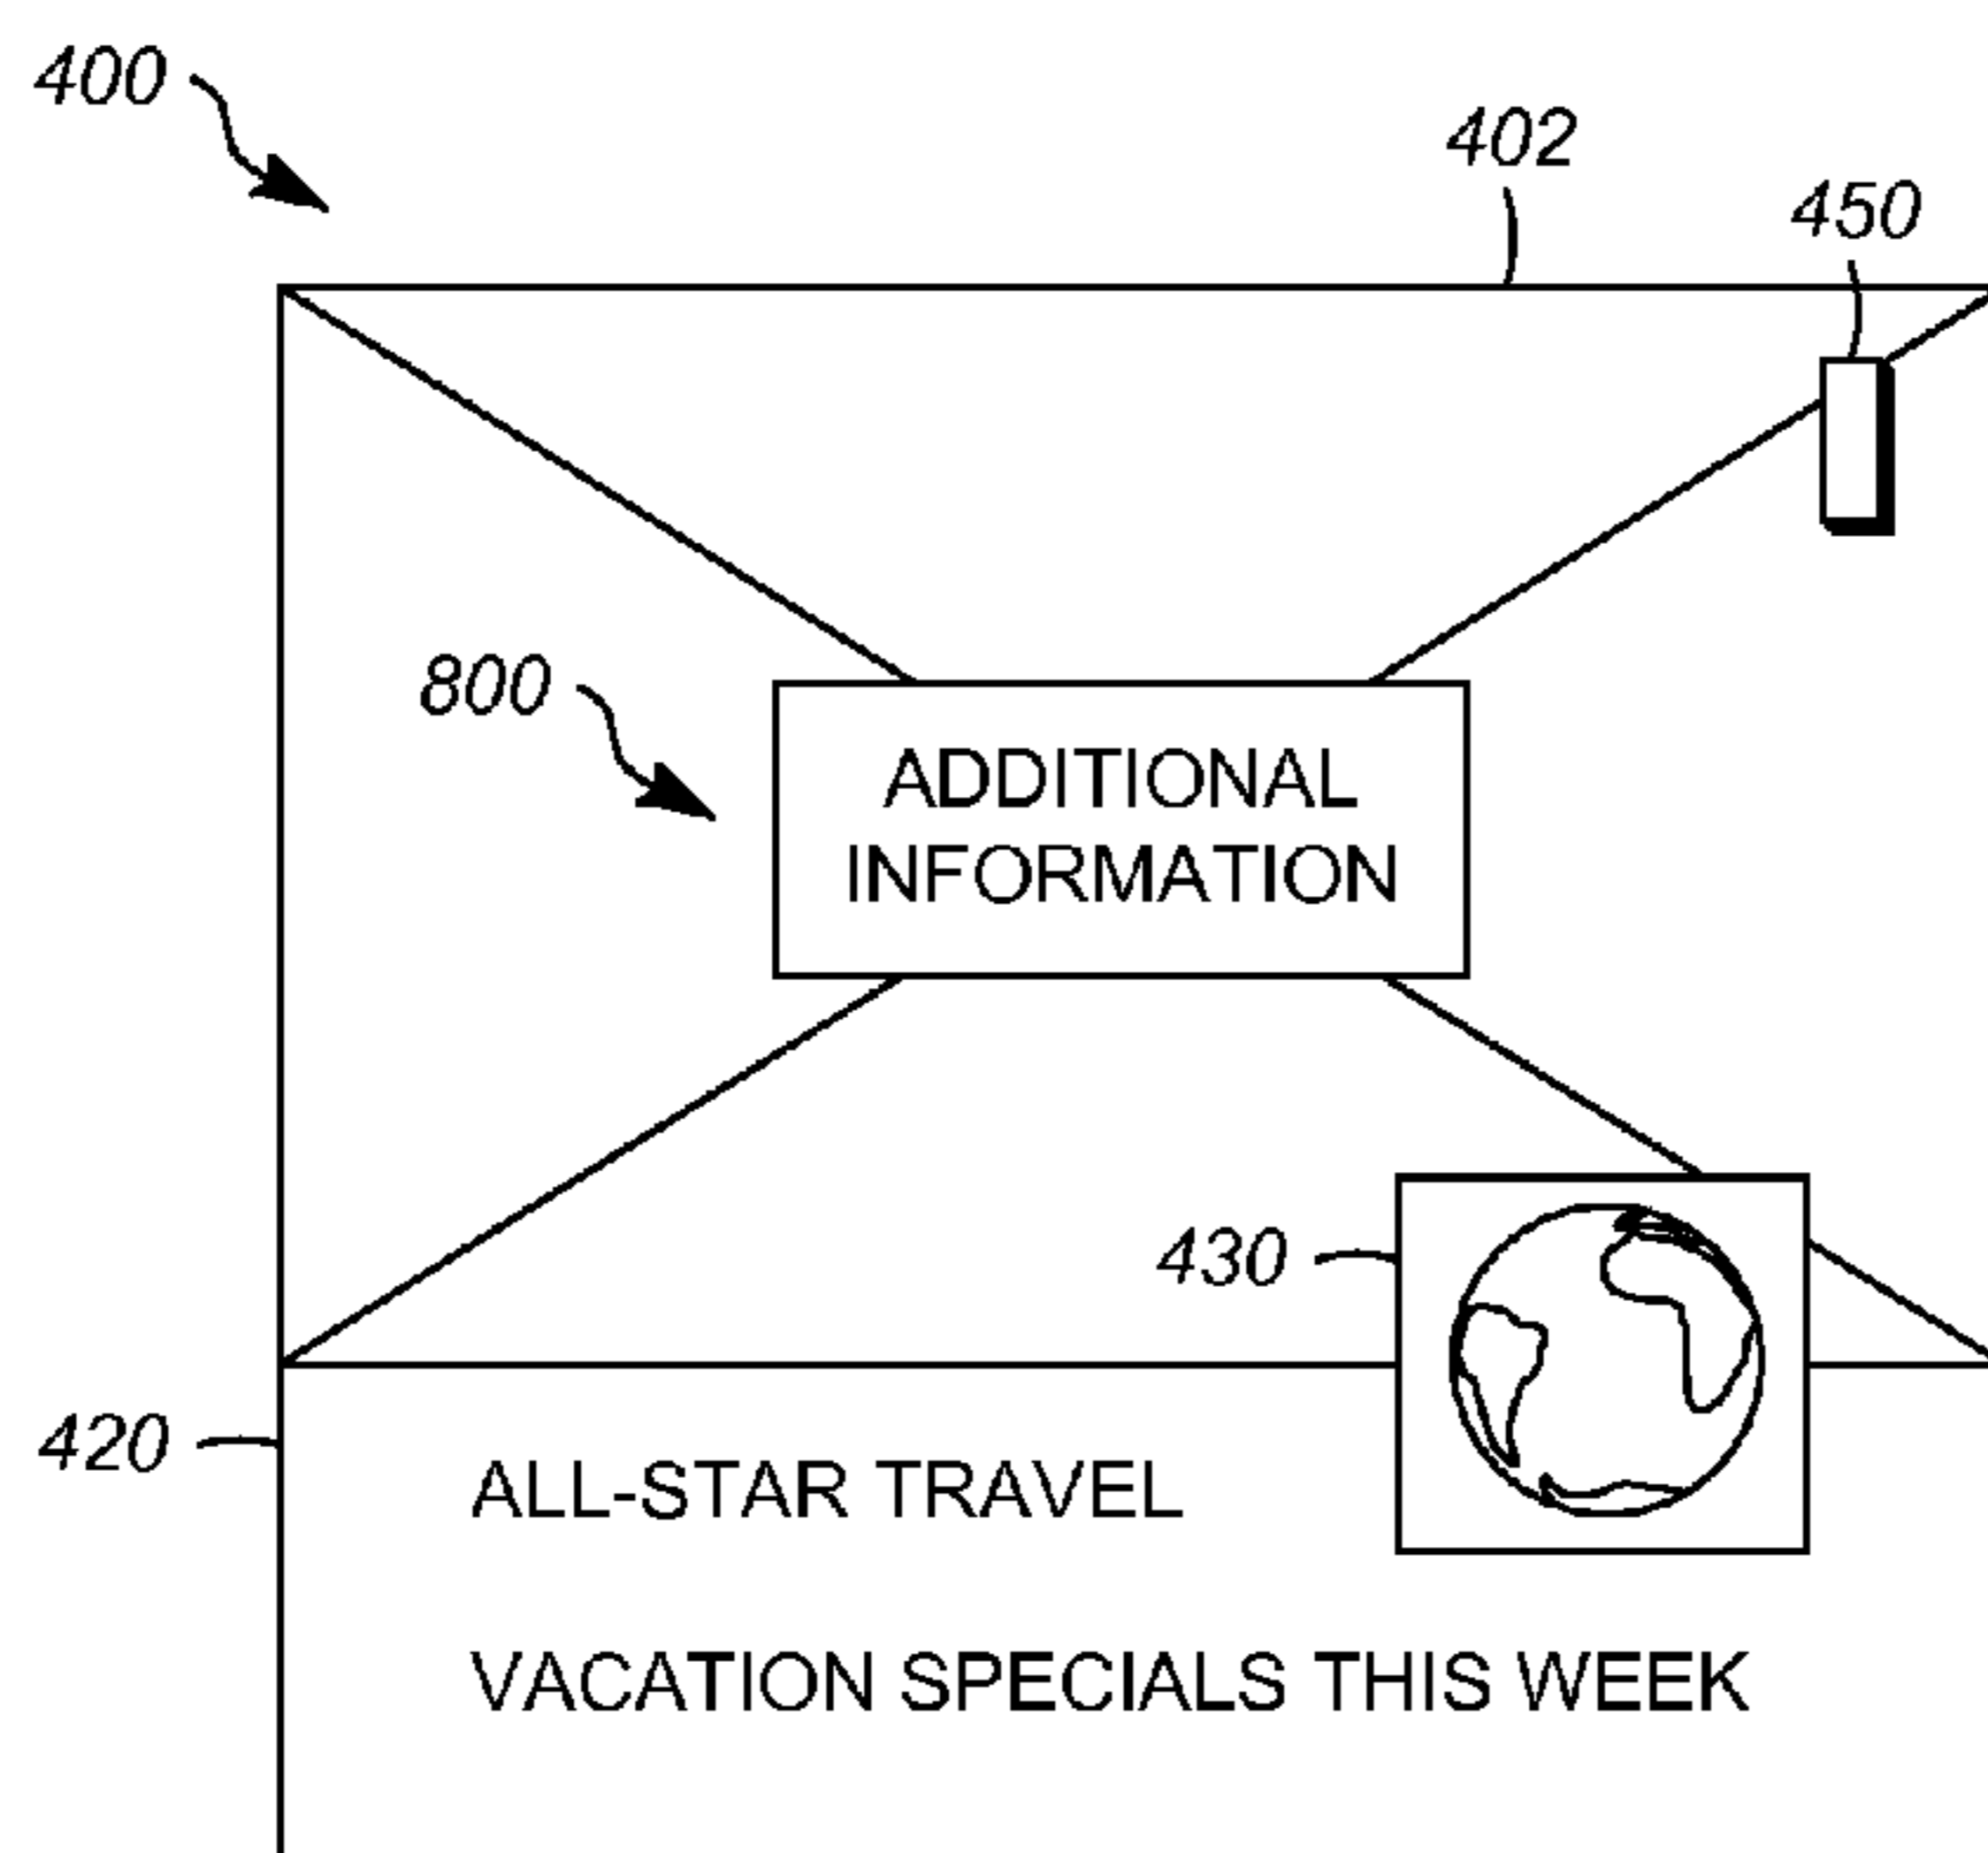 400
402
450
800
ADDITIONAL
INFORMATION
430
420
ALL-STAR TRAVEL
VACATION SPECIALS THIS WEEK